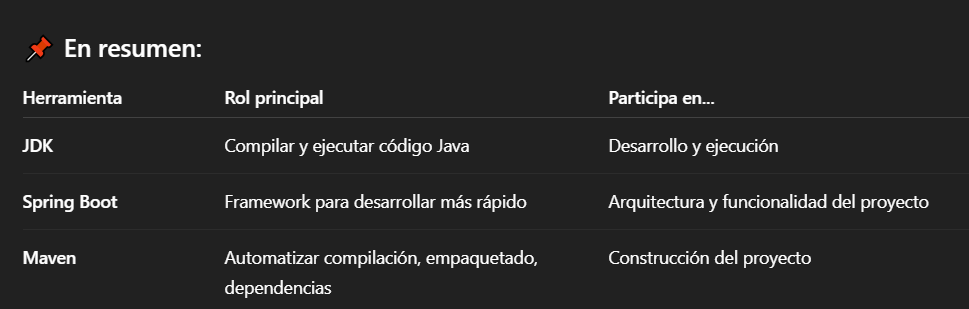 📌 En resumen:
Herramienta Rol principal Participa en...
JDK Compilar y ejecutar código Java Desarrollo y ejecución
Spring Boot Framework para desarrollar más rápido Arquitectura y funcionalidad del proyecto
Maven Automatizar compilación, empaquetado, Construcción del proyecto
dependencias